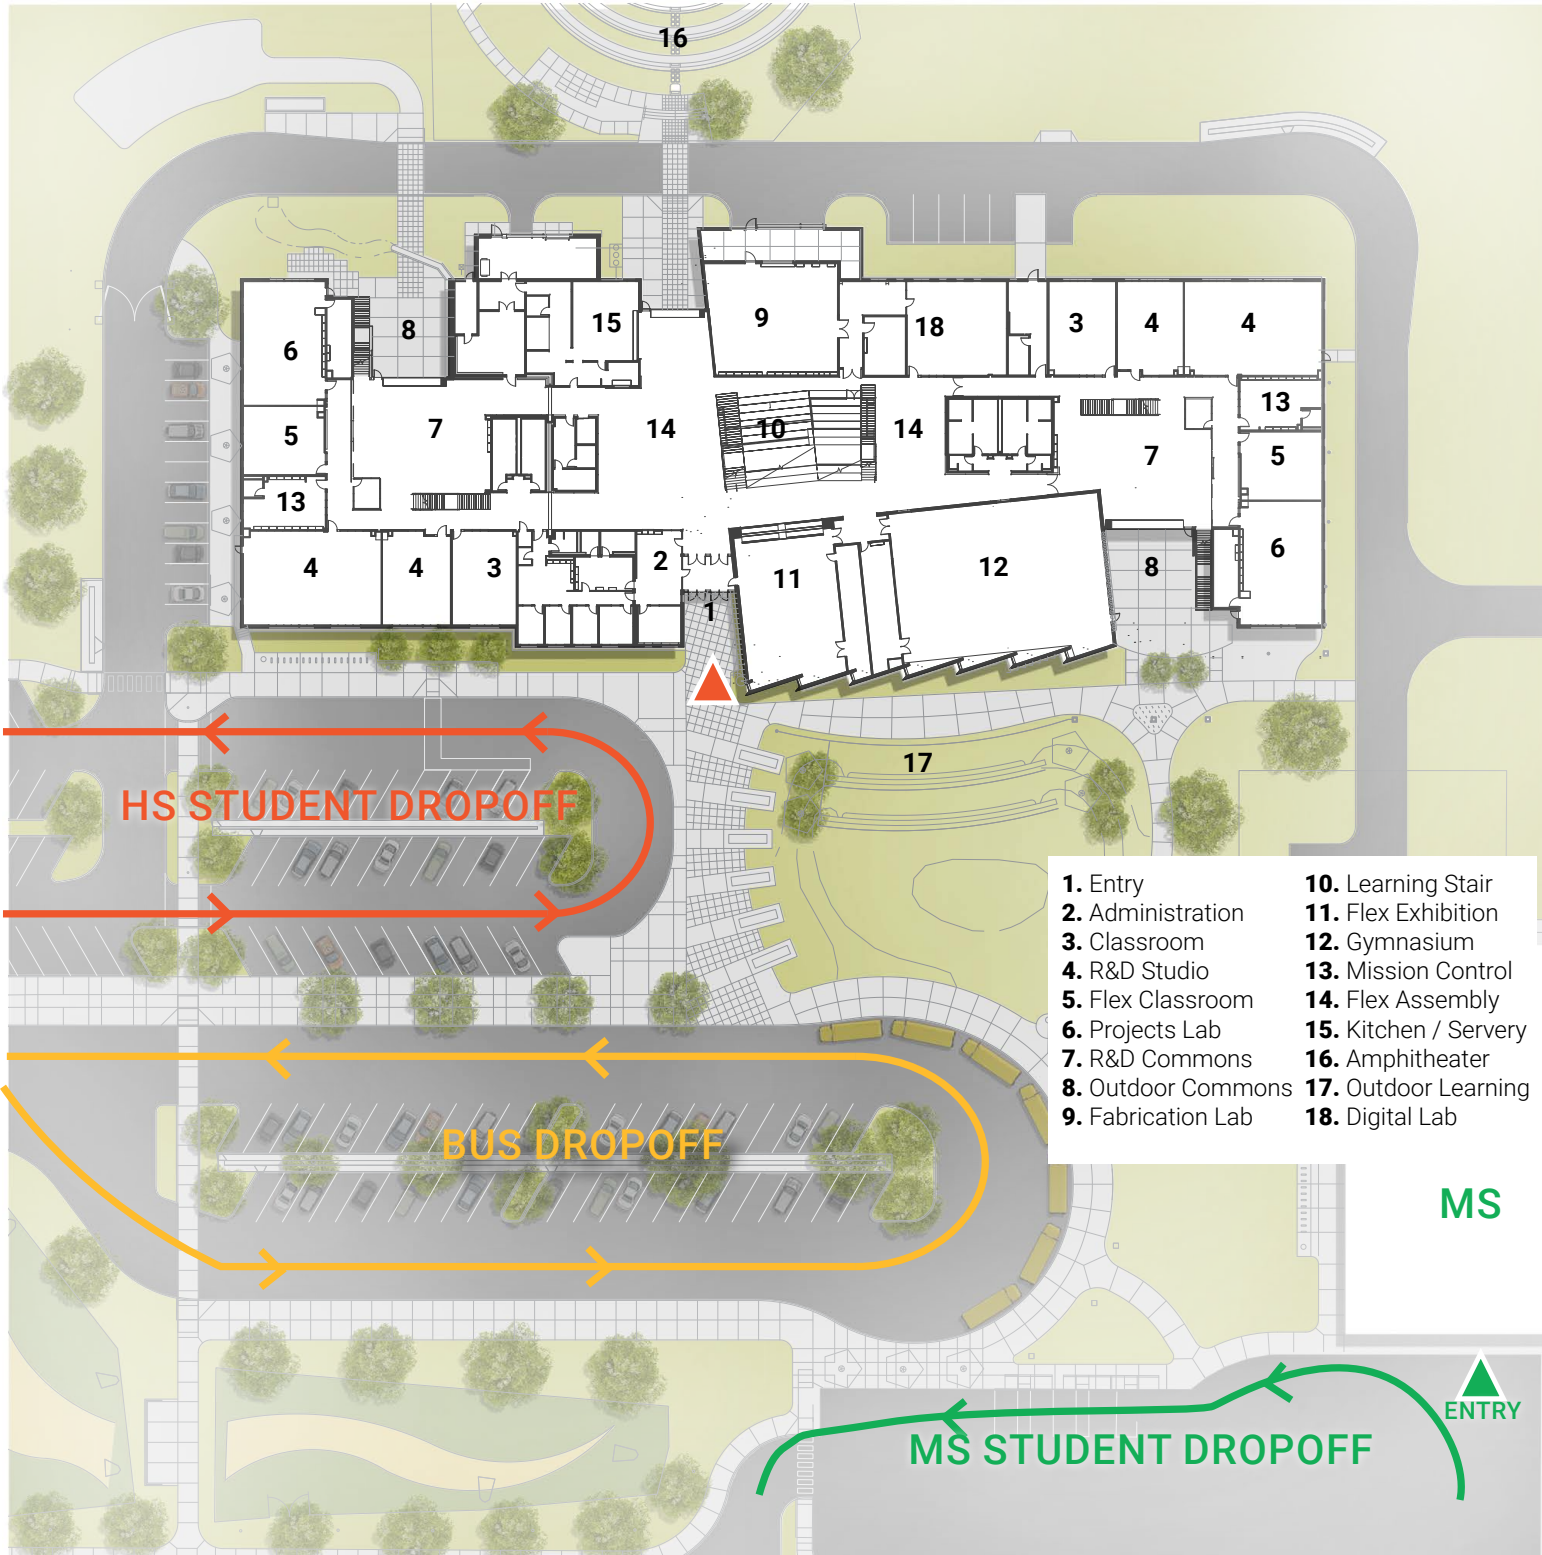 16
9
15
18
3
4
4
8
6
13
7
14
10
14
5
7
5
13
4
4
3
2
11
12
8
6
1
17
HS STUDENT DROPOFF
1. Entry
2. Administration
3. Classroom
4. R&D Studio
5. Flex Classroom
6. Projects Lab
7. R&D Commons
8. Outdoor Commons
9. Fabrication Lab
10. Learning Stair
11. Flex Exhibition
12. Gymnasium
13. Mission Control
14. Flex Assembly
15. Kitchen / Servery
16. Amphitheater
17. Outdoor Learning
18. Digital Lab
BUS DROPOFF
MS
ENTRY
MS STUDENT DROPOFF